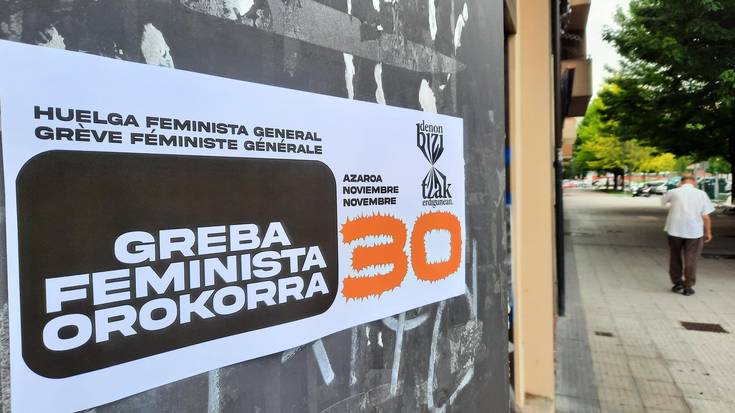 HUELGA FEMINISTA GENERAL
GRÈVE FÉMINISTE GÉNÉRALE
GREBA
FEMINISTA
OROKORRA
AZAROA
NOVIEMBRE
NOVEMBRE
30
denon
bizi
tzak
erdigunean.